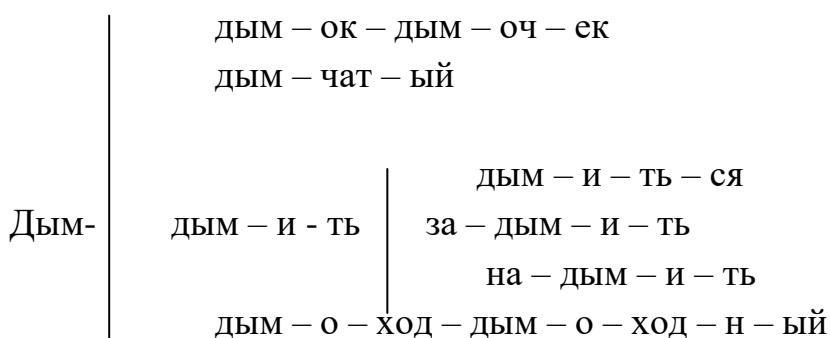 дым – ок – дым – оч – ек
дым – чат – ый
дым – и – ть – ся
Дым- дым – и - ть за – дым – и – ть
на – дым – и – ть
дым – о – ход – дым – о – ход – н – ый